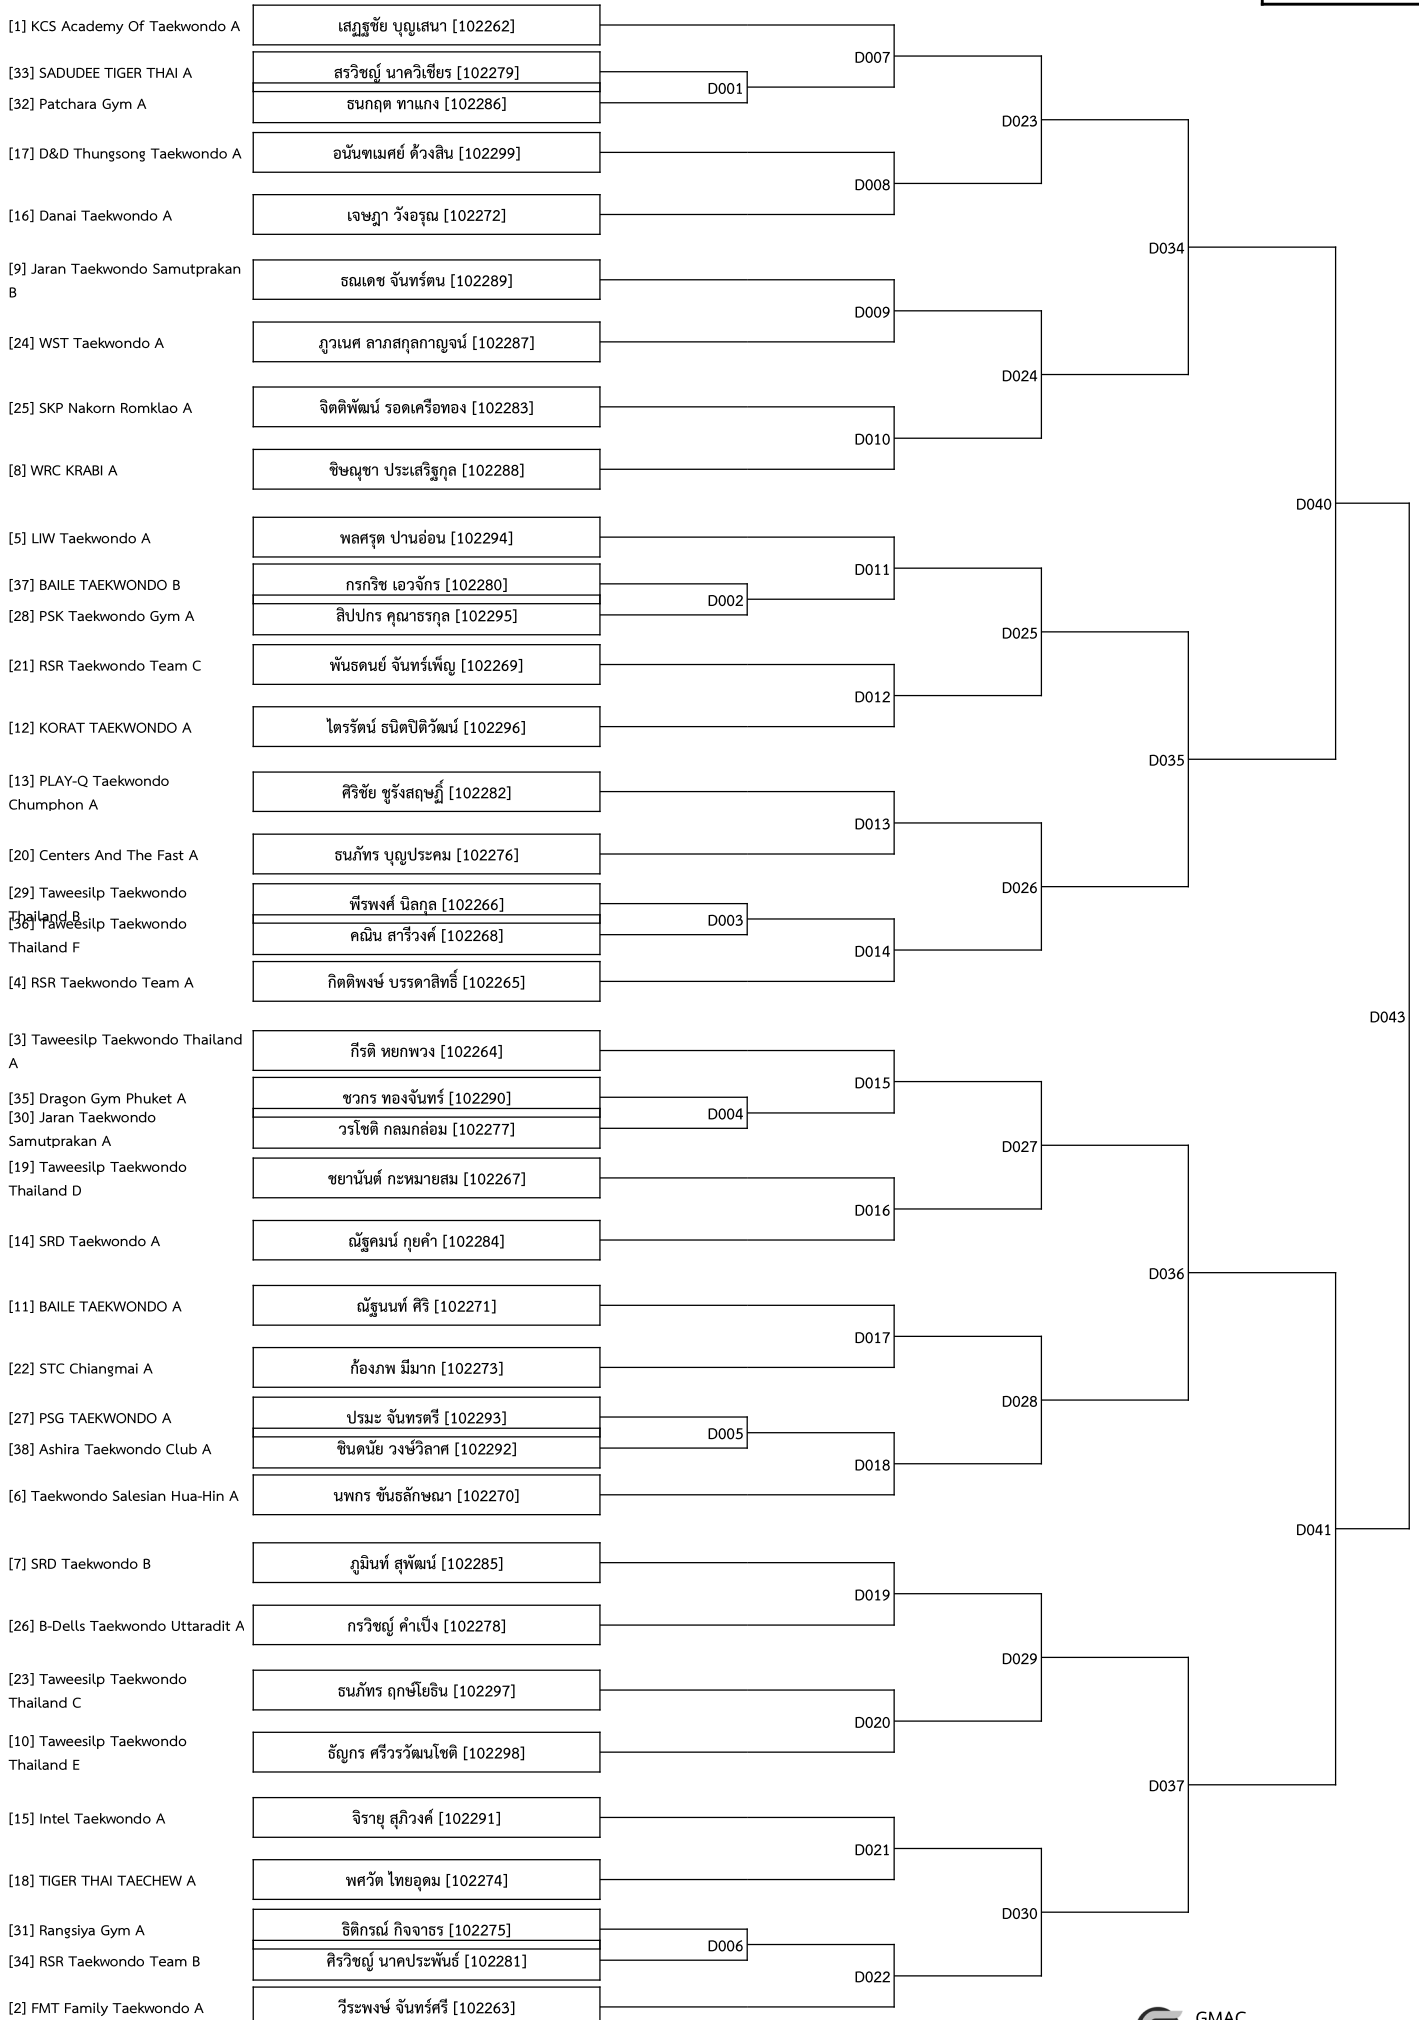 [1] KCS Academy Of Taekwondo A
เสฏฐชัย บุญเสนา [102262]
D007
[33] SADUDEE TIGER THAI A
สรวิชญ์ นาควิเชียร [102279]
D001
[32] Patchara Gym A
ธนกฤต ทาแกง [102286]
D023
[17] D&D Thungsong Taekwondo A
อนันฑเมศย์ ด้วงสิน [102299]
D008
[16] Danai Taekwondo A
เจษฎา วังอรุณ [102272]
D034
[9] Jaran Taekwondo Samutprakan
B
ธณเดช จันทร์ตน [102289]
D009
[24] WST Taekwondo A
ภูวเนศ ลาภสกุลกาญจน์ [102287]
D024
[25] SKP Nakorn Romklao A
จิตติพัฒน์ รอดเครือทอง [102283]
D010
[8] WRC KRABI A
ชิษณุชา ประเสริฐกุล [102288]
D040
[5] LIW Taekwondo A
พลศรุต ปานอ่อน [102294]
D011
[37] BAILE TAEKWONDO B
กรกริช เอวจักร [102280]
D002
[28] PSK Taekwondo Gym A
สิปปกร คุณาธรกุล [102295]
D025
[21] RSR Taekwondo Team C
พันธดนย์ จันทร์เพ็ญ [102269]
D012
[12] KORAT TAEKWONDO A
ไตรรัตน์ ธนิตปิติวัฒน์ [102296]
D035
[13] PLAY-Q Taekwondo
Chumphon A
ศิริชัย ชูรังสฤษฎิ์ [102282]
D013
[20] Centers And The Fast A
ธนภัทร บุญประคม [102276]
D026
[29] Taweesilp Taekwondo
Thailand B
พีรพงศ์ นิลกุล [102266]
D003
[36] Taweesilp Taekwondo
Thailand F
คณิน สารีวงค์ [102268]
D014
[4] RSR Taekwondo Team A
กิตติพงษ์ บรรดาสิทธิ์ [102265]
D043
[3] Taweesilp Taekwondo Thailand
A
กีรติ หยกพวง [102264]
D015
[35] Dragon Gym Phuket A
ชวกร ทองจันทร์ [102290]
D004
[30] Jaran Taekwondo
Samutprakan A
วรโชติ กลมกล่อม [102277]
D027
[19] Taweesilp Taekwondo
Thailand D
ชยานันต์ กะหมายสม [102267]
D016
[14] SRD Taekwondo A
ณัฐคมน์ กุยคำ [102284]
D036
[11] BAILE TAEKWONDO A
ณัฐนนท์ ศิริ [102271]
D017
[22] STC Chiangmai A
ก้องภพ มีมาก [102273]
D028
[27] PSG TAEKWONDO A
ปรมะ จันทรตรี [102293]
D005
[38] Ashira Taekwondo Club A
ชินดนัย วงษ์วิลาศ [102292]
D018
[6] Taekwondo Salesian Hua-Hin A
นพกร ขันธลักษณา [102270]
D041
[7] SRD Taekwondo B
ภูมินท์ สุพัฒน์ [102285]
D019
[26] B-Dells Taekwondo Uttaradit A
กรวิชญ์ คำเป็ง [102278]
D029
[23] Taweesilp Taekwondo
Thailand C
ธนภัทร ฤกษ์โยธิน [102297]
D020
[10] Taweesilp Taekwondo
Thailand E
ธัญกร ศรีวรวัฒนโชติ [102298]
D037
[15] Intel Taekwondo A
จิรายุ สุภิวงค์ [102291]
D021
[18] TIGER THAI TAECHEW A
พศวัต ไทยอุดม [102274]
D030
[31] Rangsiya Gym A
ธิติกรณ์ กิจจาธร [102275]
D006
[34] RSR Taekwondo Team B
ศิรวิชญ์ นาคประพันธ์ [102281]
D022
[2] FMT Family Taekwondo A
วีระพงษ์ จันทร์ศรี [102263]
GMAC